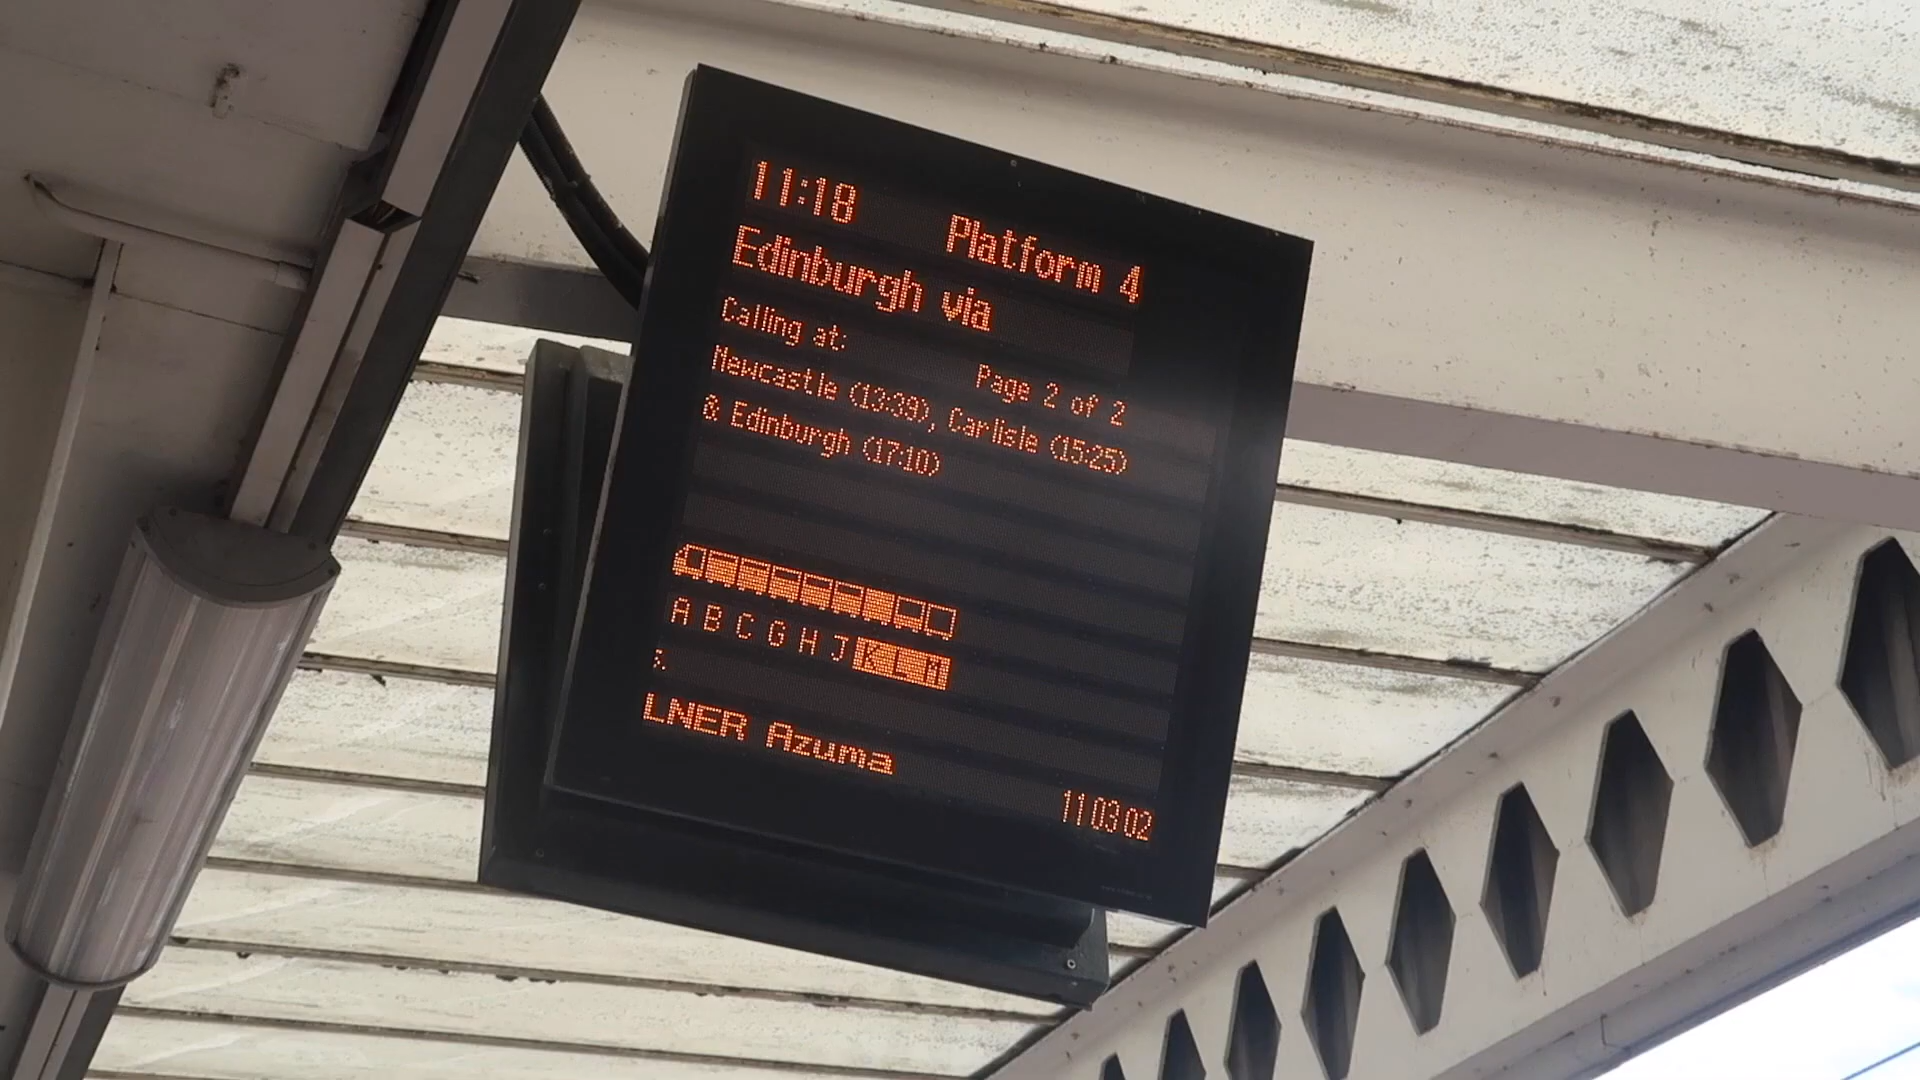 11:18 Platform 4
Edinburgh via
Calling at:
Page 2 of 2
Newcastle (13:39), Carlisle (15:25)
& Edinburgh (17:10)
A B C G H J K L M
s.
LNER Azuma
11 03 02